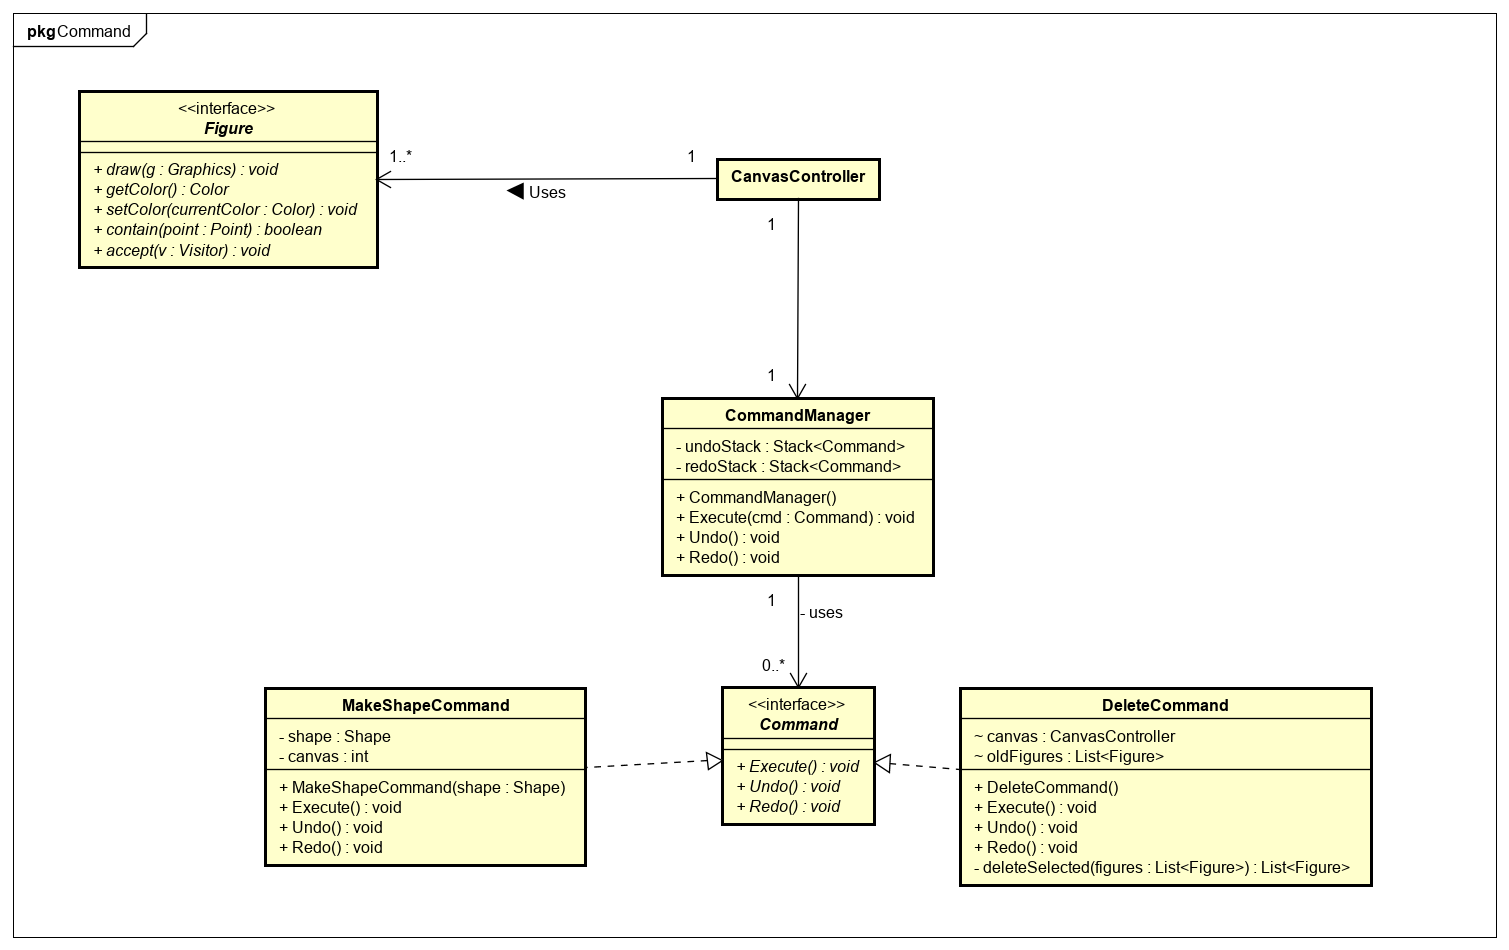 pkg Command
<<interface>>
Figure
+ draw(g : Graphics) : void
+ getColor() : Color
+ setColor(currentColor : Color) : void
+ contain(point : Point) : boolean
+ accept(v : Visitor) : void
1..*
1
Uses
CanvasController
1
1
CommandManager
- undoStack : Stack<Command>
- redoStack : Stack<Command>
+ CommandManager()
+ Execute(cmd : Command) : void
+ Undo() : void
+ Redo() : void
1
- uses
0..*
MakeShapeCommand
- shape : Shape
- canvas : int
+ MakeShapeCommand(shape : Shape)
+ Execute() : void
+ Undo() : void
+ Redo() : void
<<interface>>
Command
+ Execute() : void
+ Undo() : void
+ Redo() : void
DeleteCommand
~ canvas : CanvasController
~ oldFigures : List<Figure>
+ DeleteCommand()
+ Execute() : void
+ Undo() : void
+ Redo() : void
- deleteSelected(figures : List<Figure>) : List<Figure>